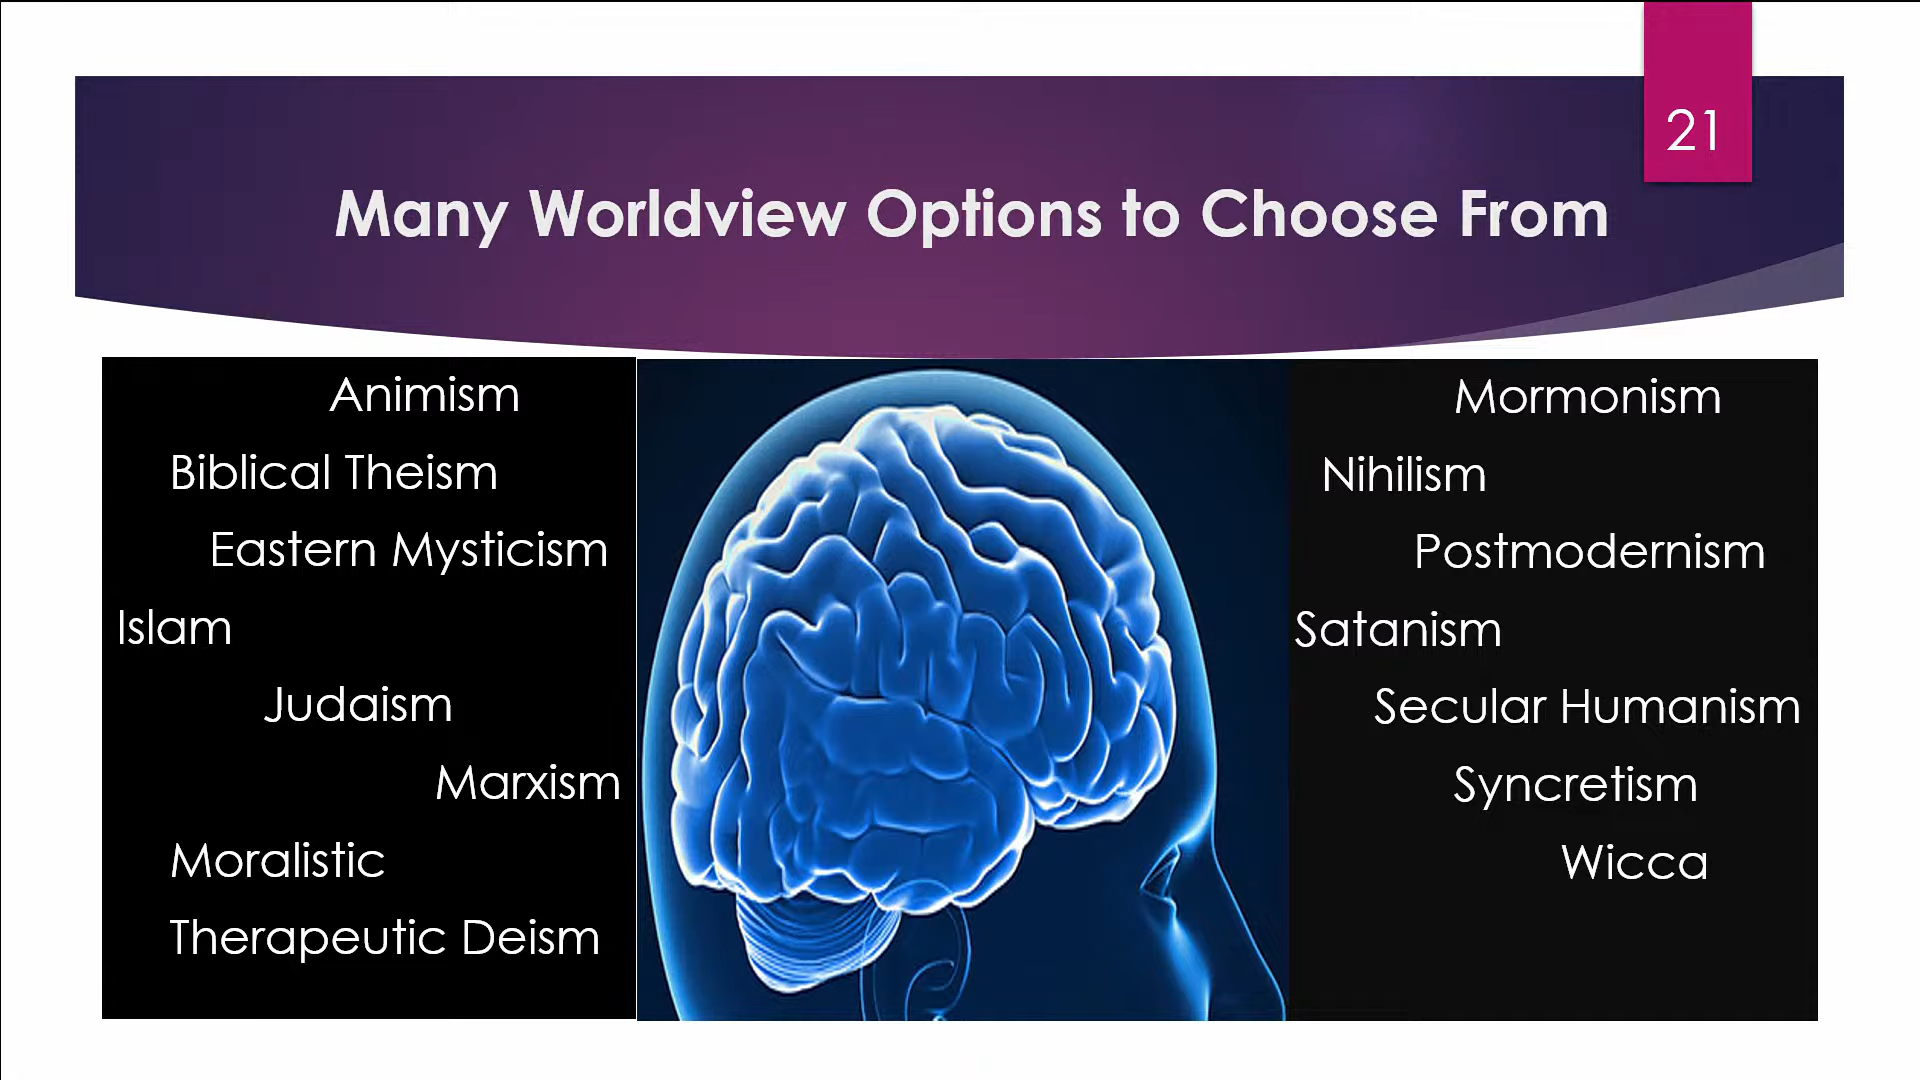 21
Many Worldview Options to Choose From
Animism
Biblical Theism
Eastern Mysticism
Islam
Judaism
Marxism
Moralistic
Therapeutic Deism
Mormonism
Nihilism
Postmodernism
Satanism
Secular Humanism
Syncretism
Wicca